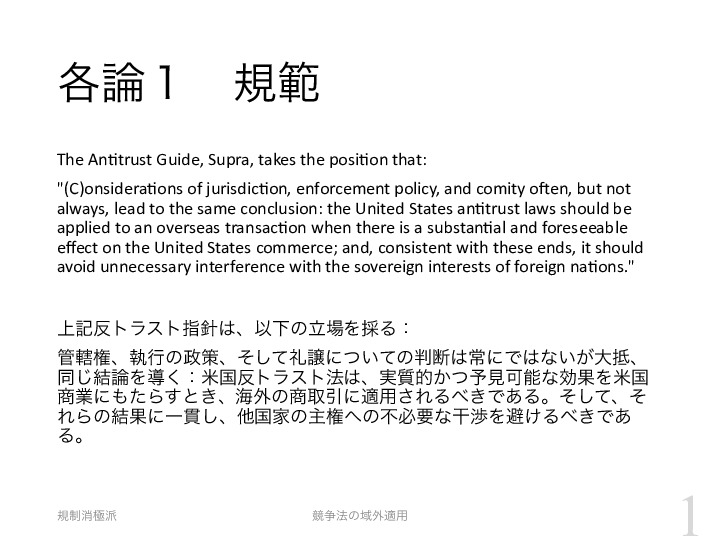 各論１　規範
The Antitrust Guide, Supra, takes the position that:
"(C)onsiderations of jurisdiction, enforcement policy, and comity often, but not
always, lead to the same conclusion: the United States antitrust laws should be
applied to an overseas transaction when there is a substantial and foreseeable
effect on the United States commerce; and, consistent with these ends, it should
avoid unnecessary interference with the sovereign interests of foreign nations."
上記反トラスト指針は、以下の立場を採る：
管轄権、執行の政策、そして礼譲についての判断は常にではないが大抵、
同じ結論を導く：米国反トラスト法は、実質的かつ予見可能な効果を米国
商業にもたらすとき、海外の商取引に適用されるべきである。そして、そ
れらの結果に一貫し、他国家の主権への不必要な干渉を避けるべきであ
る。
規制消極派
競争法の域外適用
1